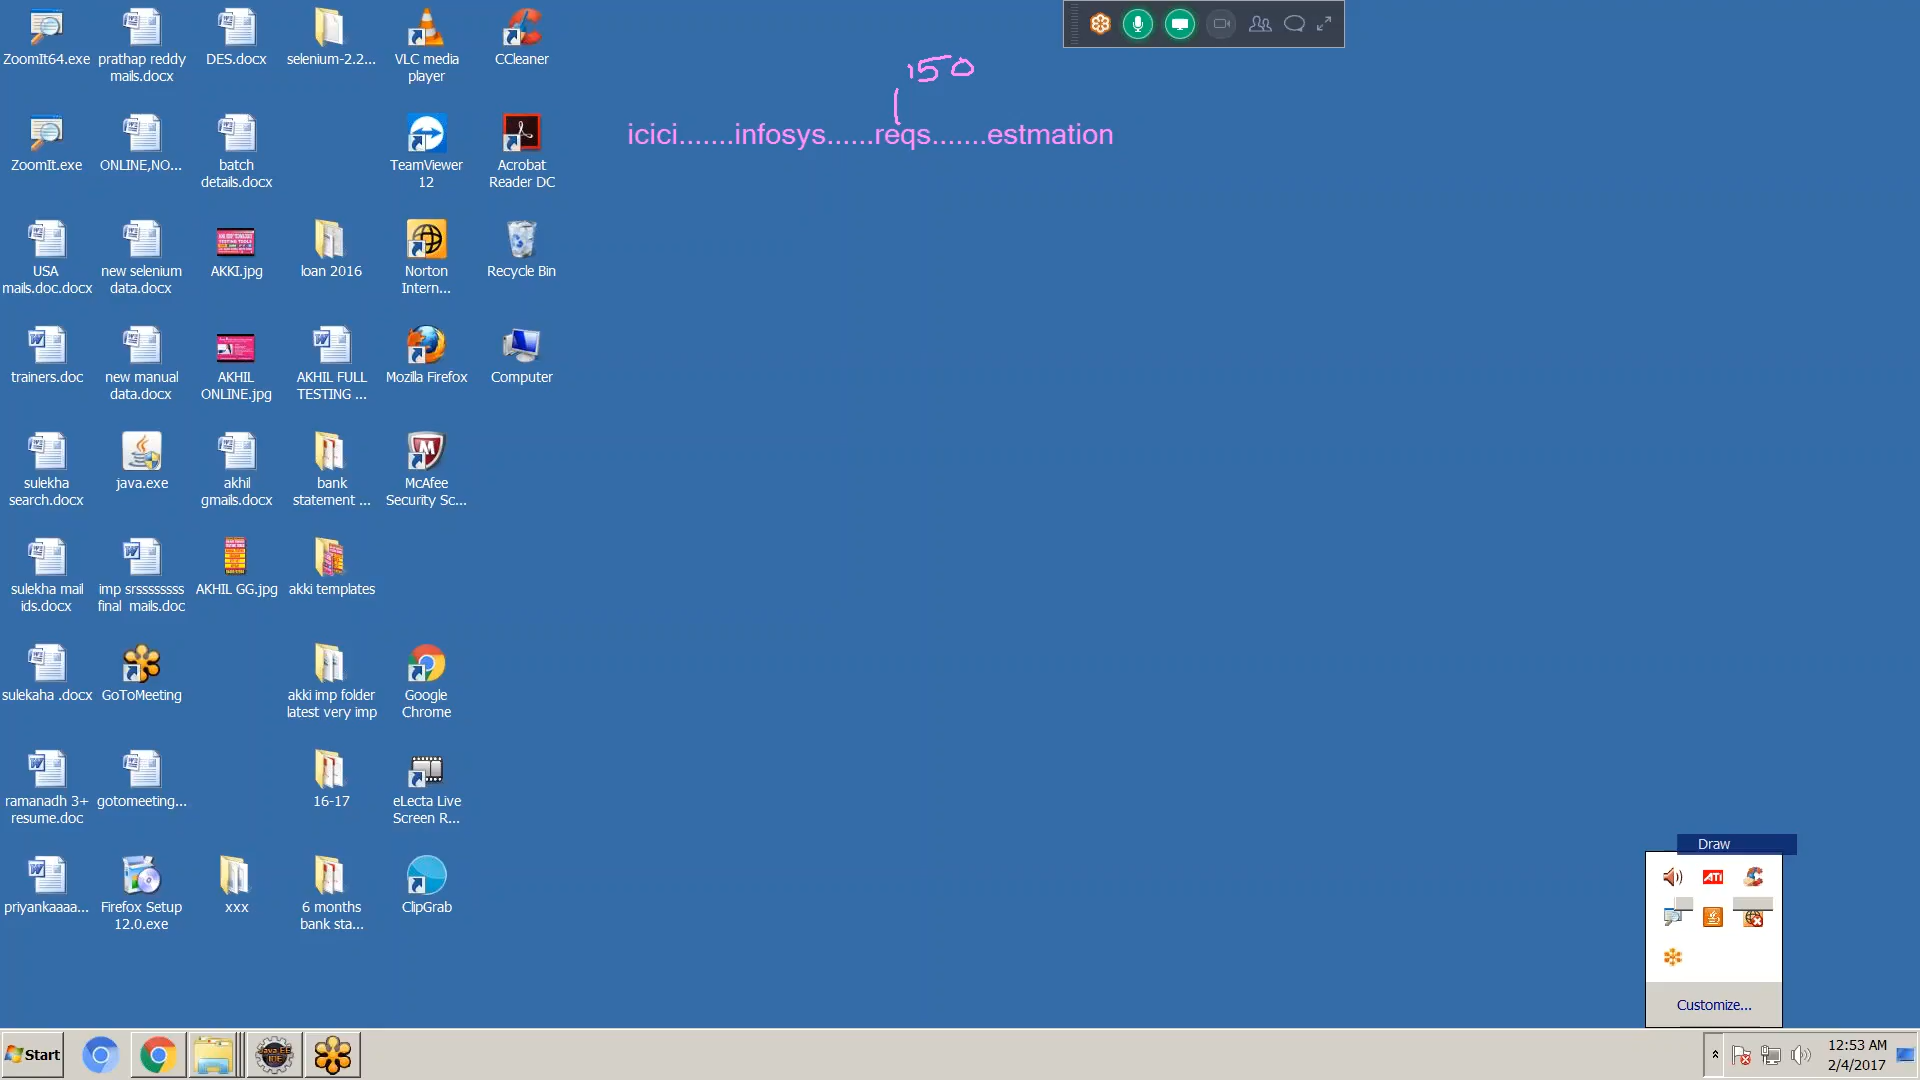 150
icici.......infosys......reqs.......estmation
ZoomIt64.exe
prathap reddy
mails.docx
DES.docx
selenium-2.2...
VLC media
player
CCleaner
ZoomIt.exe
ONLINE,NO...
batch
details.docx
TeamViewer
12
Acrobat
Reader DC
USA
mails.doc.docx
new selenium
data.docx
AKKI.jpg
loan 2016
Norton
Intern...
Recycle Bin
trainers.doc
new manual
data.docx
AKHIL
ONLINE.jpg
AKHIL FULL
TESTING ...
Mozilla Firefox
Computer
sulekha
search.docx
java.exe
akhil
gmails.docx
bank
statement ...
McAfee
Security Sc...
sulekha mail
ids.docx
imp srsssssssss
final mails.doc
AKHIL GG.jpg
akki templates
sulekaha .docx
GoToMeeting
akki imp folder
latest very imp
Google
Chrome
ramanadh 3+
resume.doc
gotomeeting...
16-17
eLecta Live
Screen R...
priyankaaaa...
Firefox Setup
12.0.exe
xxx
6 months
bank sta...
ClipGrab
Draw
ATI
Customize...
Start
Java EE
IDE
12:53 AM
2/4/2017